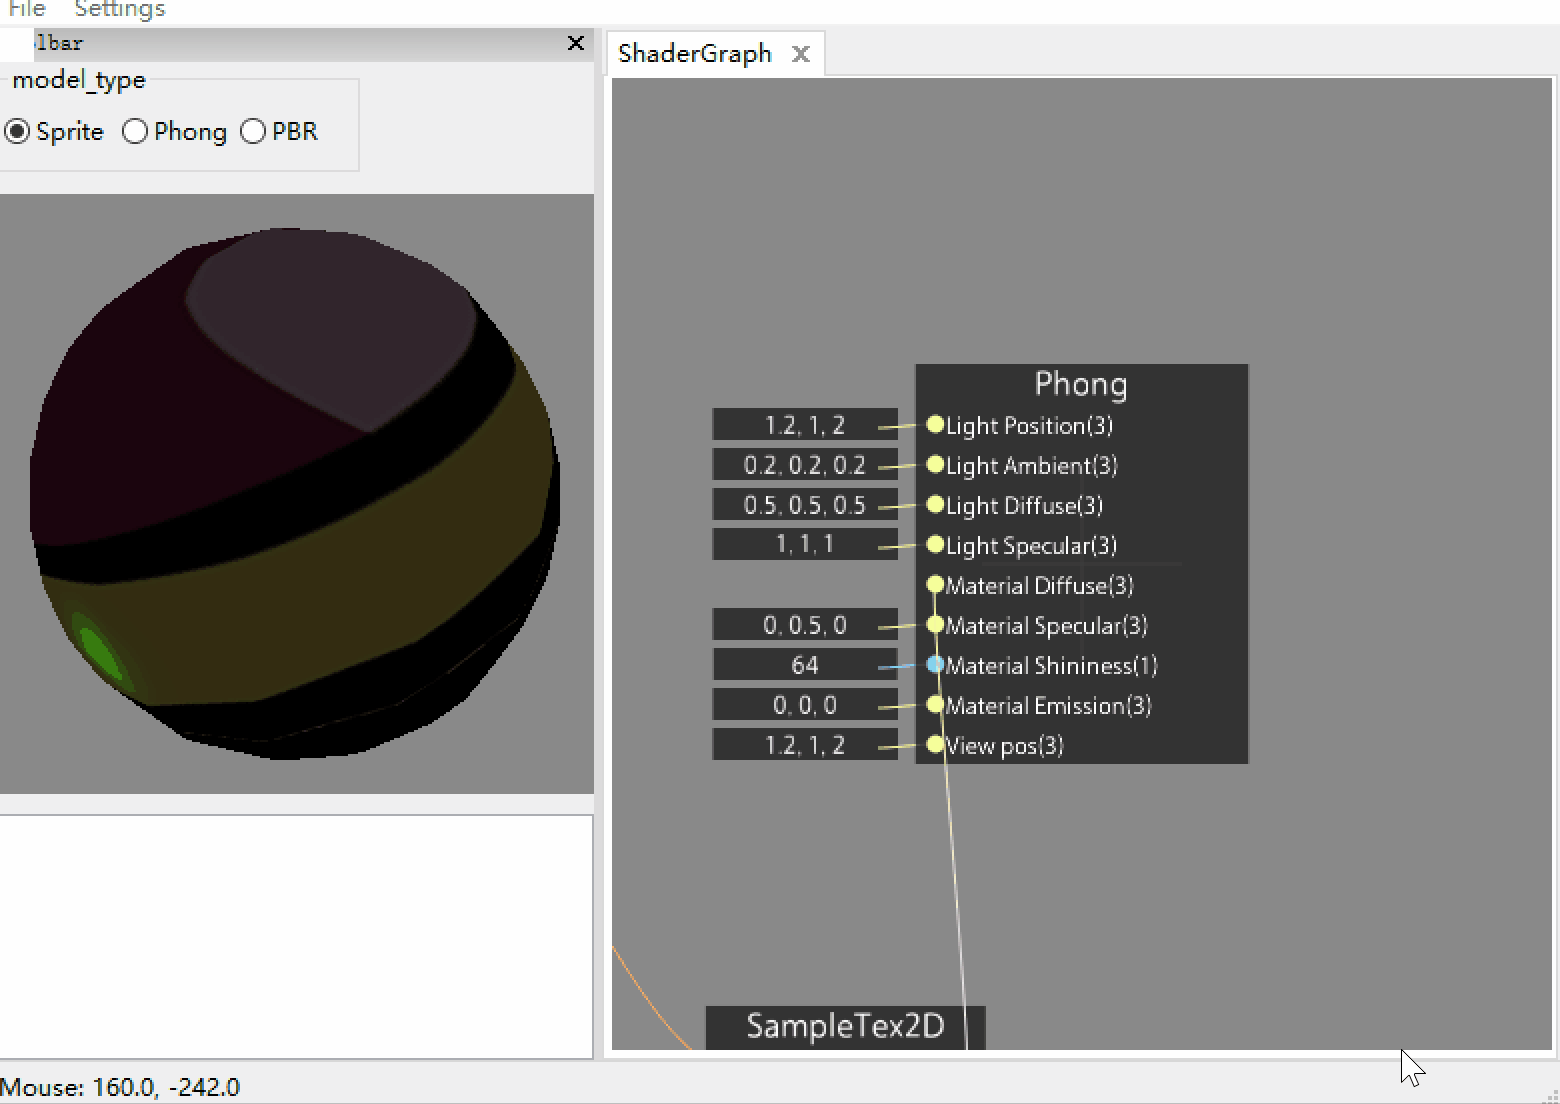 File Settings
lbar
model_type
Sprite Phong PBR
ShaderGraph
Phong
1.2, 1, 2 Light Position(3)
0.2, 0.2, 0.2 Light Ambient(3)
0.5, 0.5, 0.5 Light Diffuse(3)
1, 1, 1 Light Specular(3)
Material Diffuse(3)
0, 0.5, 0 Material Specular(3)
64 Material Shininess(1)
0, 0, 0 Material Emission(3)
1.2, 1, 2 View pos(3)
SampleTex2D
Mouse: 160.0, -242.0